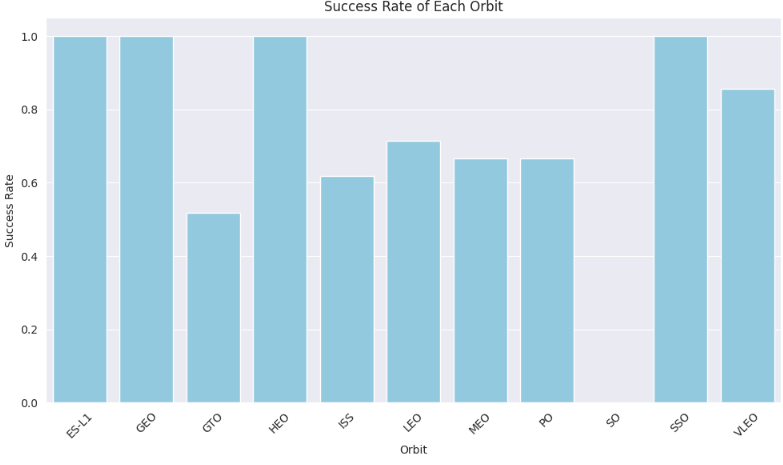 Success Rate of Each Orbit
1.0
0.8
0.6
0.4
0.2
0.0
Success Rate
ES-L1
GEO
GTO
HEO
ISS
LEO
MEO
PO
SO
SSO
VLEO
Orbit